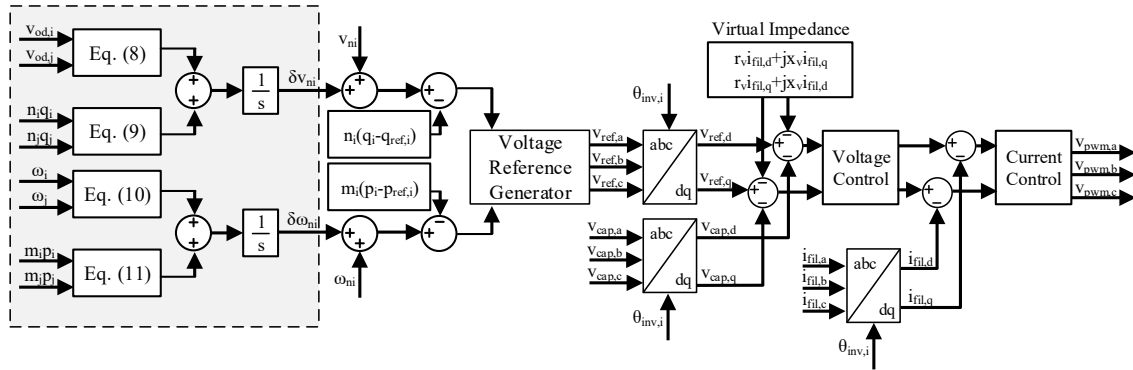 v_od,i
v_od,j
Eq. (8)
n_iq_i
n_jq_j
Eq. (9)
ω_i
ω_j
Eq. (10)
m_ip_i
m_jp_j
Eq. (11)
+
+
+
+
1
s
1
s
δv_ni
δω_ni
v_ni
+
+
+
−
n_i(q_i-q_ref,i)
m_i(p_i-p_ref,i)
+
+
+
−
ω_ni
Voltage
Reference
Generator
v_ref,a
v_ref,b
v_ref,c
θ_inv,i
abc
dq
v_ref,d
v_ref,q
v_cap,a
v_cap,b
v_cap,c
abc
dq
v_cap,d
v_cap,q
θ_inv,i
Virtual Impedance
r_vi_fil,d+jx_vi_fil,q
r_vi_fil,q+jx_vi_fil,d
+
−
−
−
−
+
Voltage
Control
+
−
+
−
i_fil,a
i_fil,b
i_fil,c
abc
dq
i_fil,d
i_fil,q
θ_inv,i
Current
Control
v_pwm,a
v_pwm,b
v_pwm,c